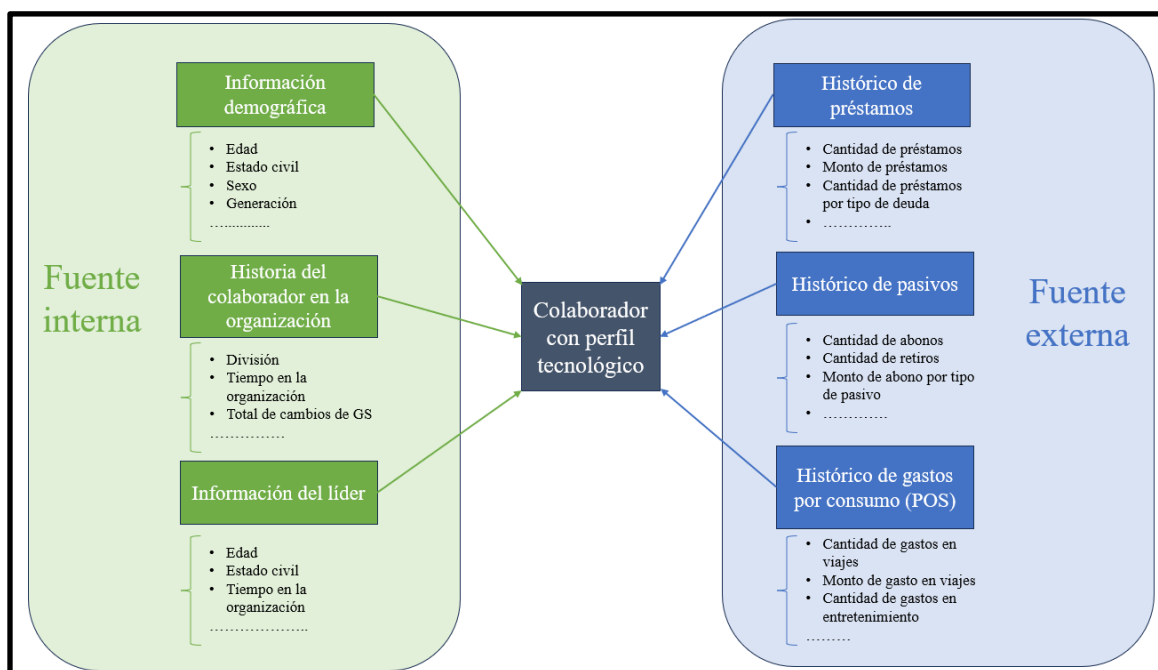 Fuente
interna
Información
demográfica
• Edad
• Estado civil
• Sexo
• Generación
…...........
Historia del
colaborador en la
organización
• División
• Tiempo en la
organización
• Total de cambios de GS
……………
Información del líder
• Edad
• Estado civil
• Tiempo en la
organización
………………..
Colaborador
con perfil
tecnológico
Histórico de
préstamos
• Cantidad de préstamos
• Monto de préstamos
• Cantidad de préstamos
por tipo de deuda
• …………..
Histórico de pasivos
• Cantidad de abonos
• Cantidad de retiros
• Monto de abono por tipo
de pasivo
• ………….
Histórico de gastos
por consumo (POS)
• Cantidad de gastos en
viajes
• Monto de gasto en viajes
• Cantidad de gastos en
entretenimiento
………
Fuente
externa